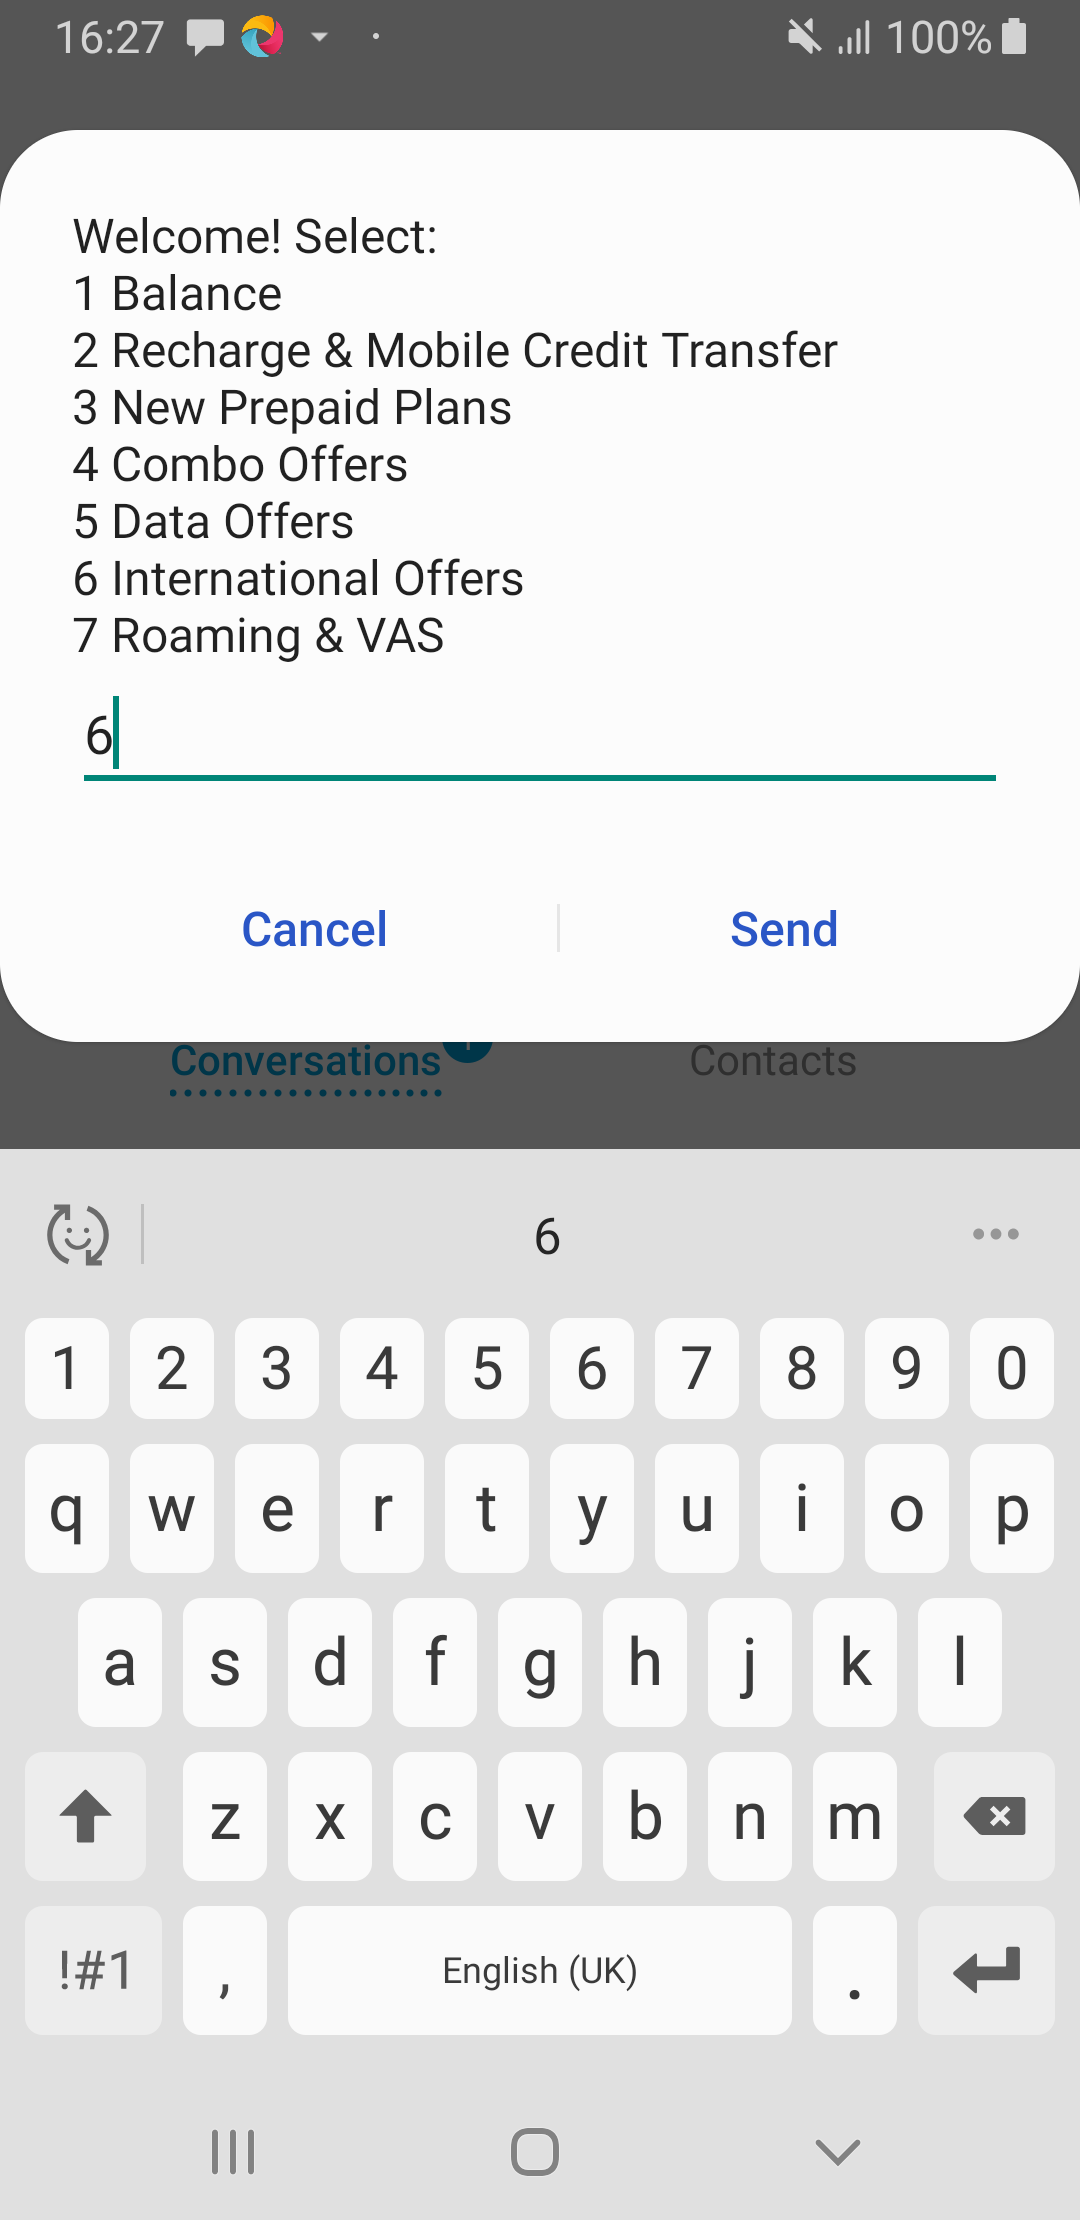 16:27
100%
Welcome! Select:
1 Balance
2 Recharge & Mobile Credit Transfer
3 New Prepaid Plans
4 Combo Offers
5 Data Offers
6 International Offers
7 Roaming & VAS
6
Cancel
Send
Conversations
Contacts
6
1 2 3 4 5 6 7 8 9 0
q w e r t y u i o p
a s d f g h j k l
z x c v b n m
!#1 , English (UK) .